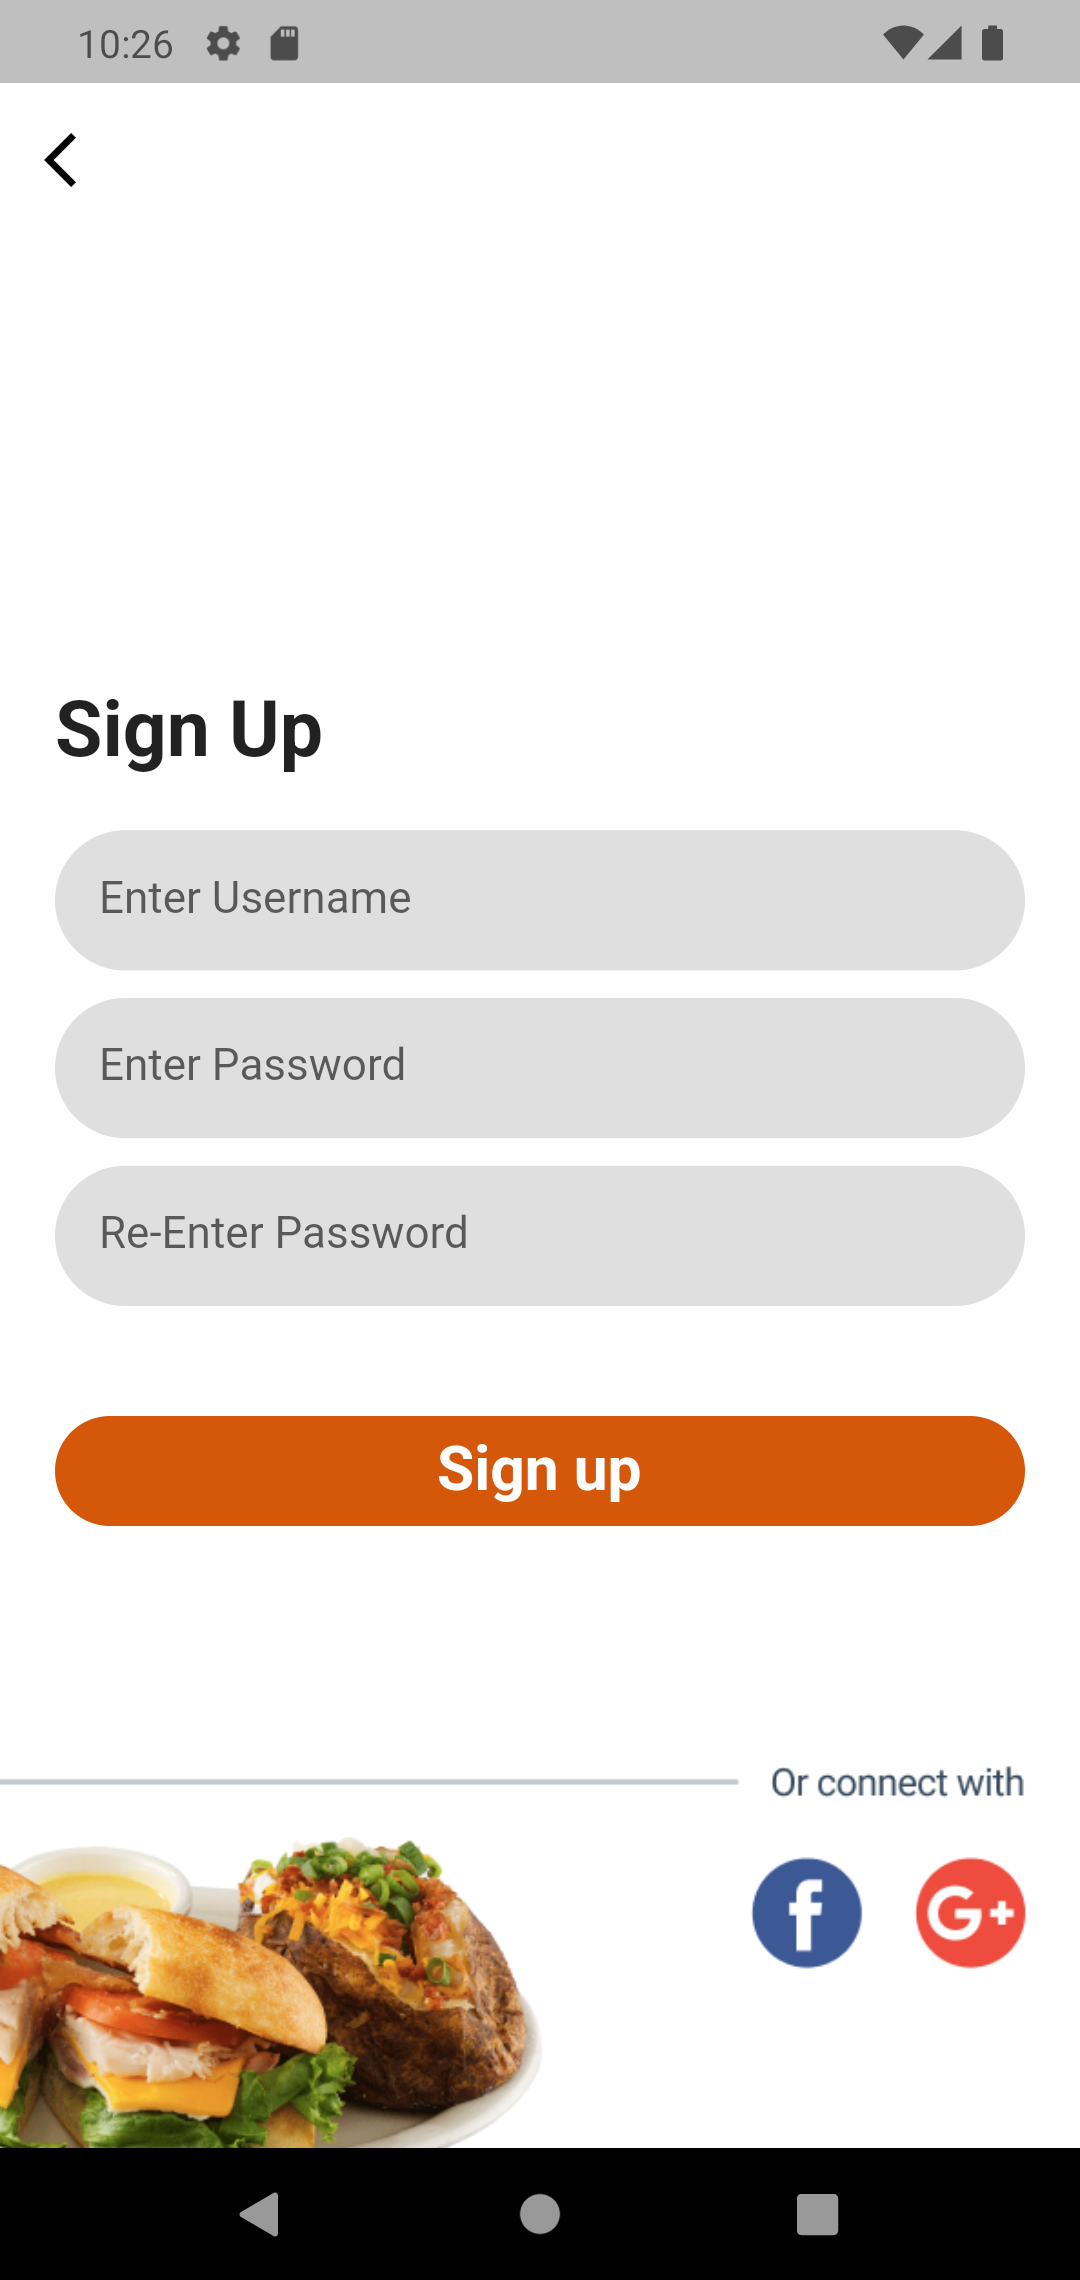 10:26
Sign Up
Enter Username
Enter Password
Re-Enter Password
Sign up
Or connect with
f
G+